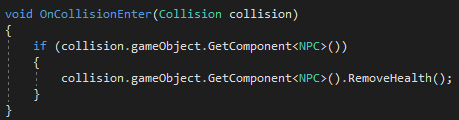 void OnCollisionEnter(Collision collision)
{
if (collision.gameObject.GetComponent<NPC>())
{
collision.gameObject.GetComponent<NPC>().RemoveHealth();
}
}